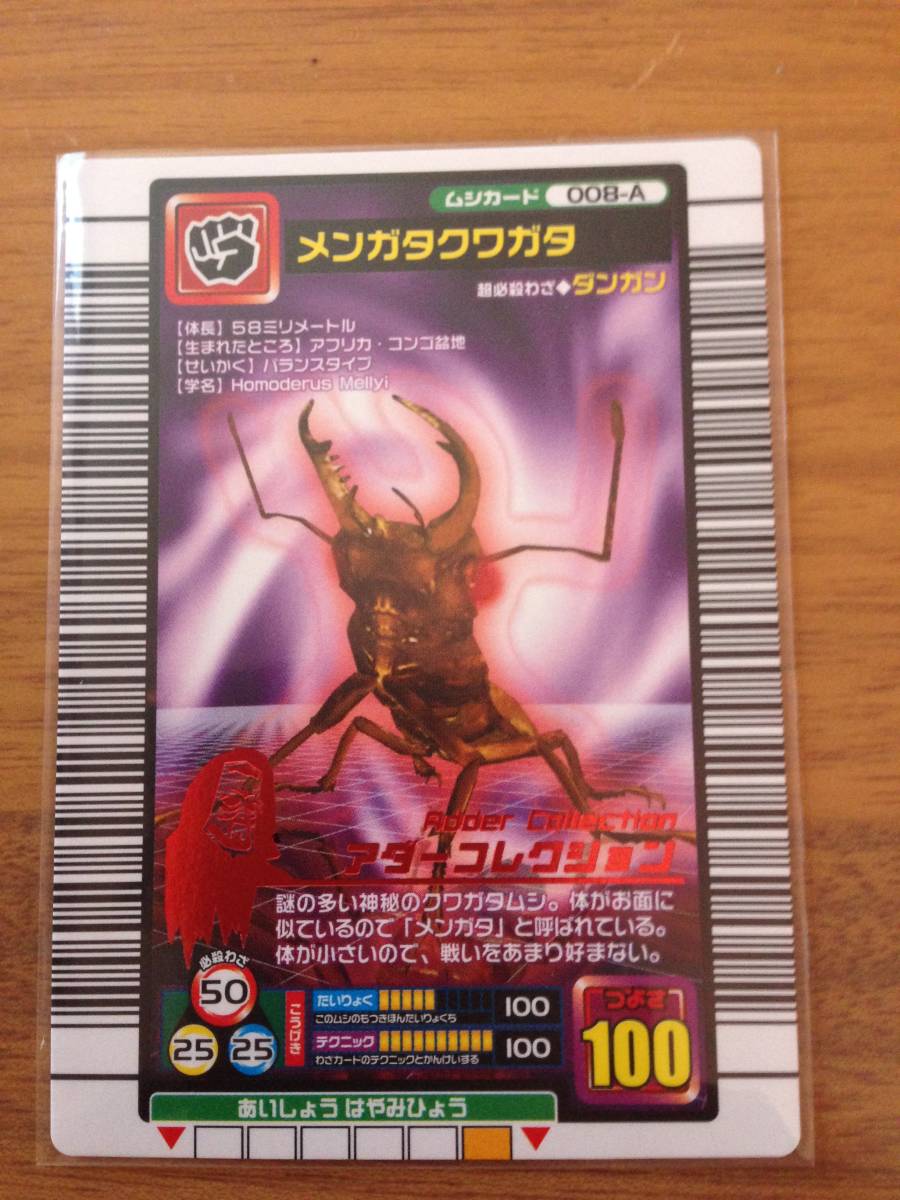 ムシカード 008-A
メンガタクワガタ
超必殺わざ◆ダンガン
【体長】58ミリメートル
【生まれたところ】アフリカ・コンゴ盆地
【せいかく】バランスタイプ
【学名】Homoderus Mellyi
Adder Collection
アダーコレクション
謎の多い神秘のクワガタムシ。体がお面に
似ているので「メンガタ」と呼ばれている。
体が小さいので、戦いをあまり好まない。
必殺わざ
50
25 25
こうげき
たいりょく 100
このムシのもつきほんたいりょくち
テクニック 100
わざカードのテクニックとかんけいする
つよさ
100
あいしょう はやみひょう